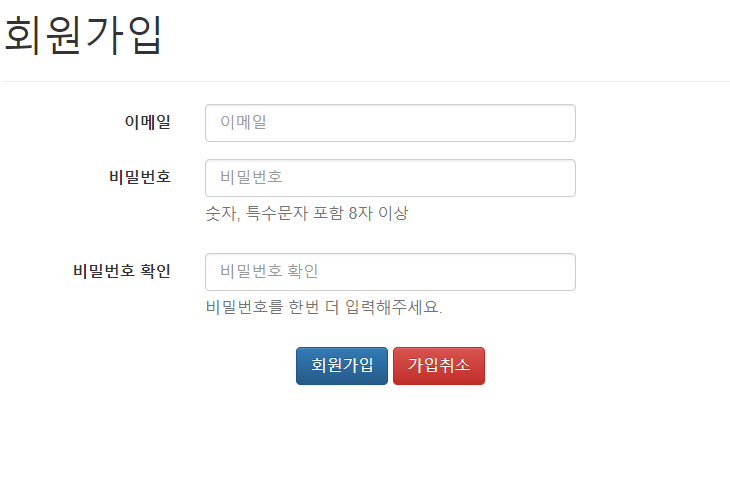 회원가입
이메일
이메일
비밀번호
비밀번호
숫자, 특수문자 포함 8자 이상
비밀번호 확인
비밀번호 확인
비밀번호를 한번 더 입력해주세요.
회원가입 가입취소